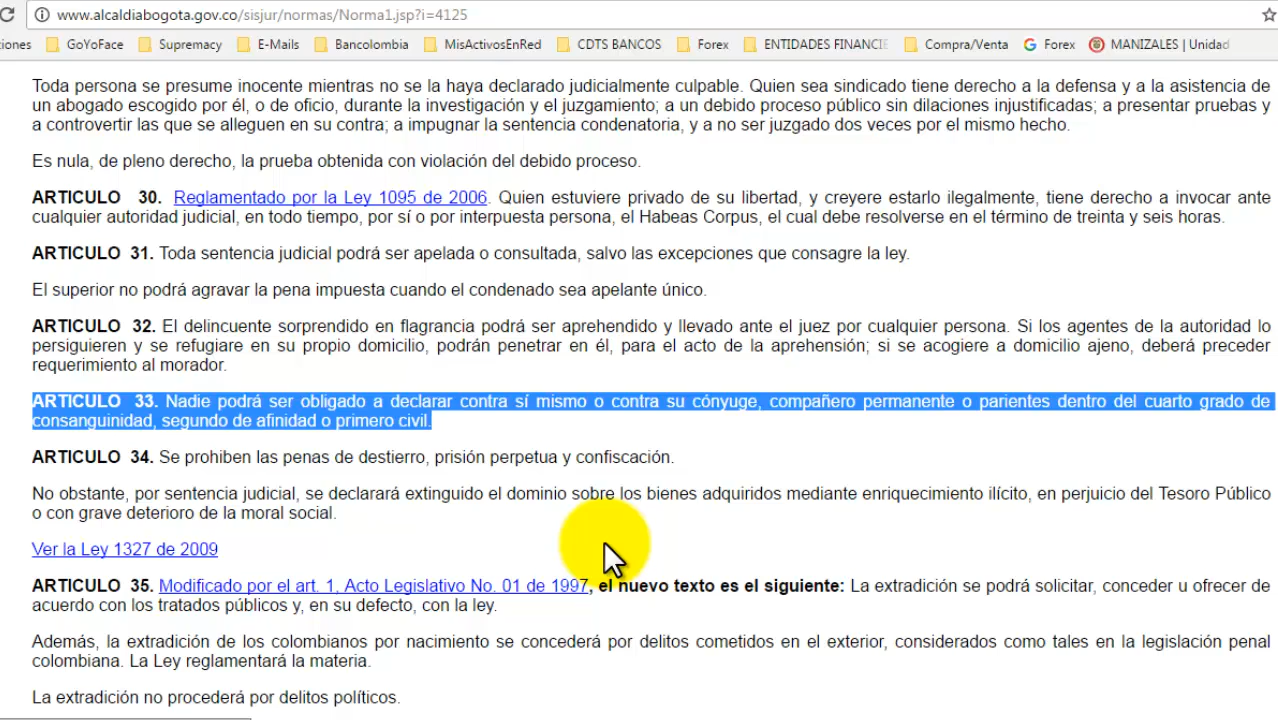 www.alcaldiabogota.gov.co/sisjur/normas/Norma1.jsp?i=4125
iones GoYoFace Supremacy E-Mails Bancolombia MisActivosEnRed CDTS BANCOS Forex ENTIDADES FINANCIE Compra/Venta Forex MANIZALES | Unidad
Toda persona se presume inocente mientras no se la haya declarado judicialmente culpable. Quien sea sindicado tiene derecho a la defensa y a la asistencia de
un abogado escogido por él, o de oficio, durante la investigación y el juzgamiento; a un debido proceso público sin dilaciones injustificadas; a presentar pruebas y
a controvertir las que se alleguen en su contra; a impugnar la sentencia condenatoria, y a no ser juzgado dos veces por el mismo hecho.
Es nula, de pleno derecho, la prueba obtenida con violación del debido proceso.
ARTICULO 30. Reglamentado por la Ley 1095 de 2006. Quien estuviere privado de su libertad, y creyere estarlo ilegalmente, tiene derecho a invocar ante
cualquier autoridad judicial, en todo tiempo, por sí o por interpuesta persona, el Habeas Corpus, el cual debe resolverse en el término de treinta y seis horas.
ARTICULO 31. Toda sentencia judicial podrá ser apelada o consultada, salvo las excepciones que consagre la ley.
El superior no podrá agravar la pena impuesta cuando el condenado sea apelante único.
ARTICULO 32. El delincuente sorprendido en flagrancia podrá ser aprehendido y llevado ante el juez por cualquier persona. Si los agentes de la autoridad lo
persiguieren y se refugiare en su propio domicilio, podrán penetrar en él, para el acto de la aprehensión; si se acogiere a domicilio ajeno, deberá preceder
requerimiento al morador.
ARTICULO 33. Nadie podrá ser obligado a declarar contra sí mismo o contra su cónyuge, compañero permanente o parientes dentro del cuarto grado de
consanguinidad, segundo de afinidad o primero civil.
ARTICULO 34. Se prohiben las penas de destierro, prisión perpetua y confiscación.
No obstante, por sentencia judicial, se declarará extinguido el dominio sobre los bienes adquiridos mediante enriquecimiento ilícito, en perjuicio del Tesoro Público
o con grave deterioro de la moral social.
Ver la Ley 1327 de 2009
ARTICULO 35. Modificado por el art. 1, Acto Legislativo No. 01 de 1997, el nuevo texto es el siguiente: La extradición se podrá solicitar, conceder u ofrecer de
acuerdo con los tratados públicos y, en su defecto, con la ley.
Además, la extradición de los colombianos por nacimiento se concederá por delitos cometidos en el exterior, considerados como tales en la legislación penal
colombiana. La Ley reglamentará la materia.
La extradición no procederá por delitos políticos.